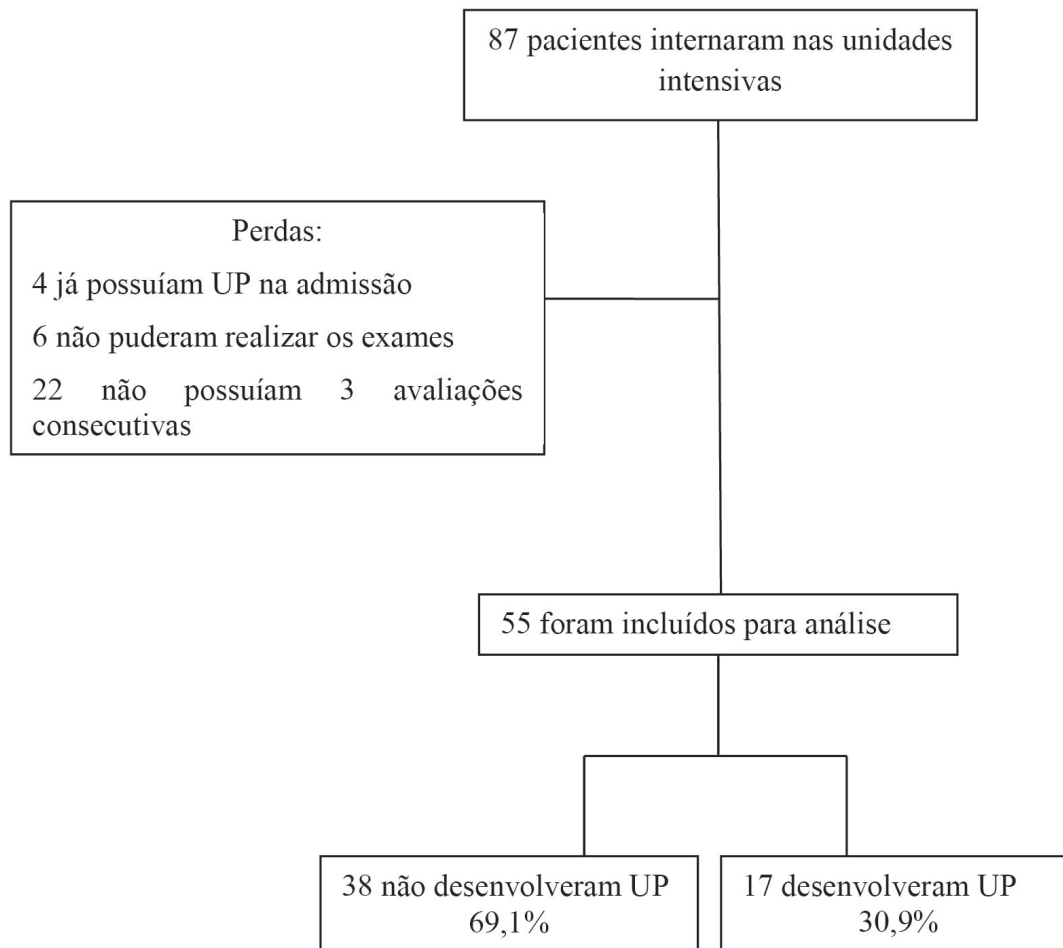 87 pacientes internaram nas unidades
intensivas
Perdas:
4 já possuíam UP na admissão
6 não puderam realizar os exames
22 não possuíam 3 avaliações
consecutivas
55 foram incluídos para análise
38 não desenvolveram UP
69,1%
17 desenvolveram UP
30,9%